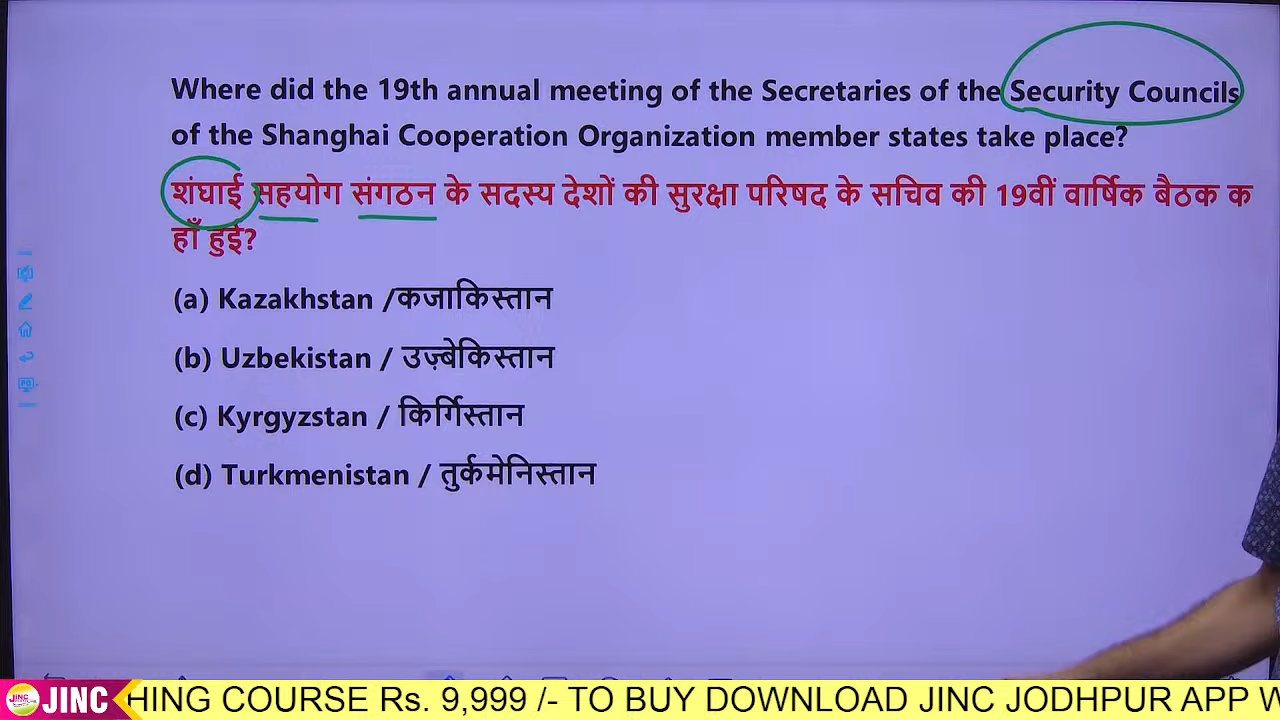 Where did the 19th annual meeting of the Secretaries of the Security Councils
of the Shanghai Cooperation Organization member states take place?
शंघाई सहयोग संगठन के सदस्य देशों की सुरक्षा परिषद के सचिव की 19वीं वार्षिक बैठक क
हाँ हुई?
(a) Kazakhstan /कजाकिस्तान
(b) Uzbekistan / उज़्बेकिस्तान
(c) Kyrgyzstan / किर्गिस्तान
(d) Turkmenistan / तुर्कमेनिस्तान
JINC HING COURSE Rs. 9,999 /- TO BUY DOWNLOAD JINC JODHPUR APP W